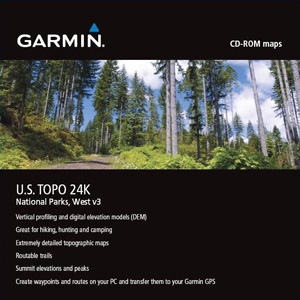 GARMIN
CD-ROM maps
U.S. TOPO 24K
National Parks, West v3
Vertical profiling and digital elevation models (DEM)
Great for hiking, hunting and camping
Extremely detailed topographic maps
Routable trails
Summit elevations and peaks
Create waypoints and routes on your PC and transfer them to your Garmin GPS